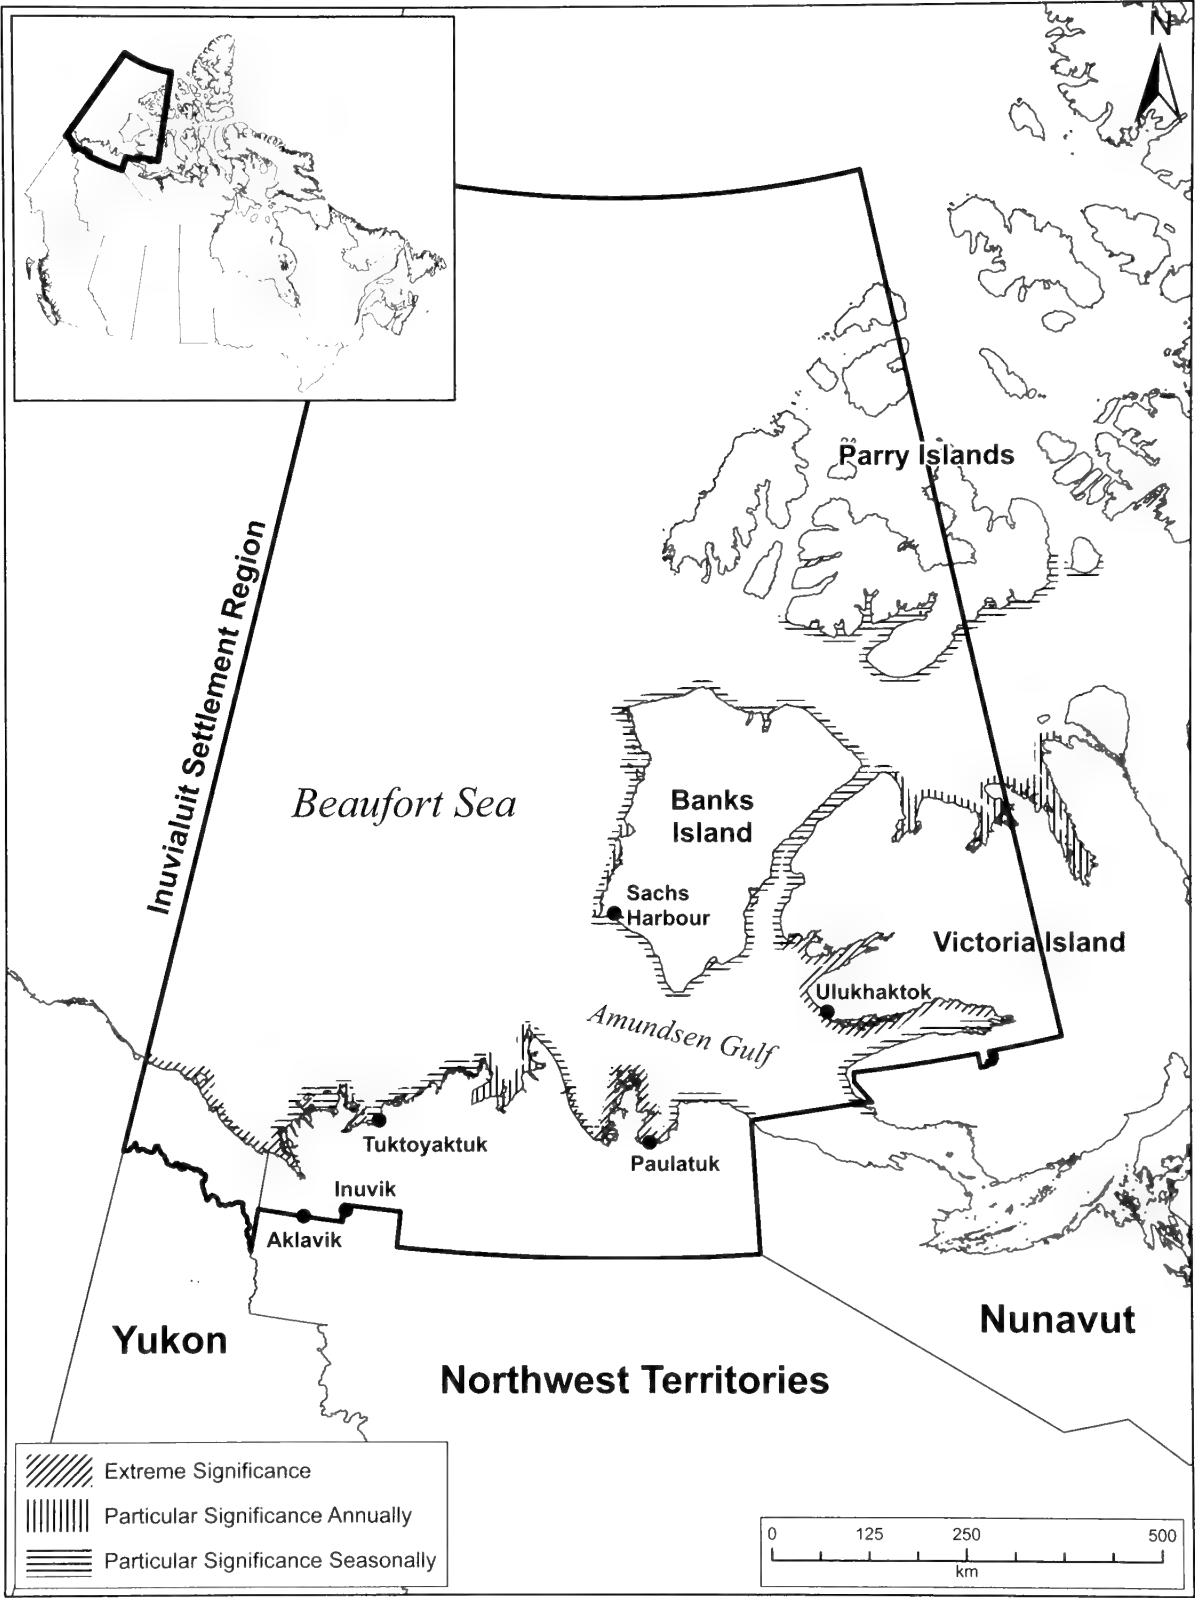 N
Parry Islands
Inuvialuit Settlement Region
Beaufort Sea
Banks
Island
Sachs
Harbour
Victoria Island
Ulukhaktok
Amundsen Gulf
Tuktoyaktuk
Paulatuk
Inuvik
Aklavik
Yukon
Northwest Territories
Nunavut
Extreme Significance
Particular Significance Annually
Particular Significance Seasonally
0 125 250 500
km